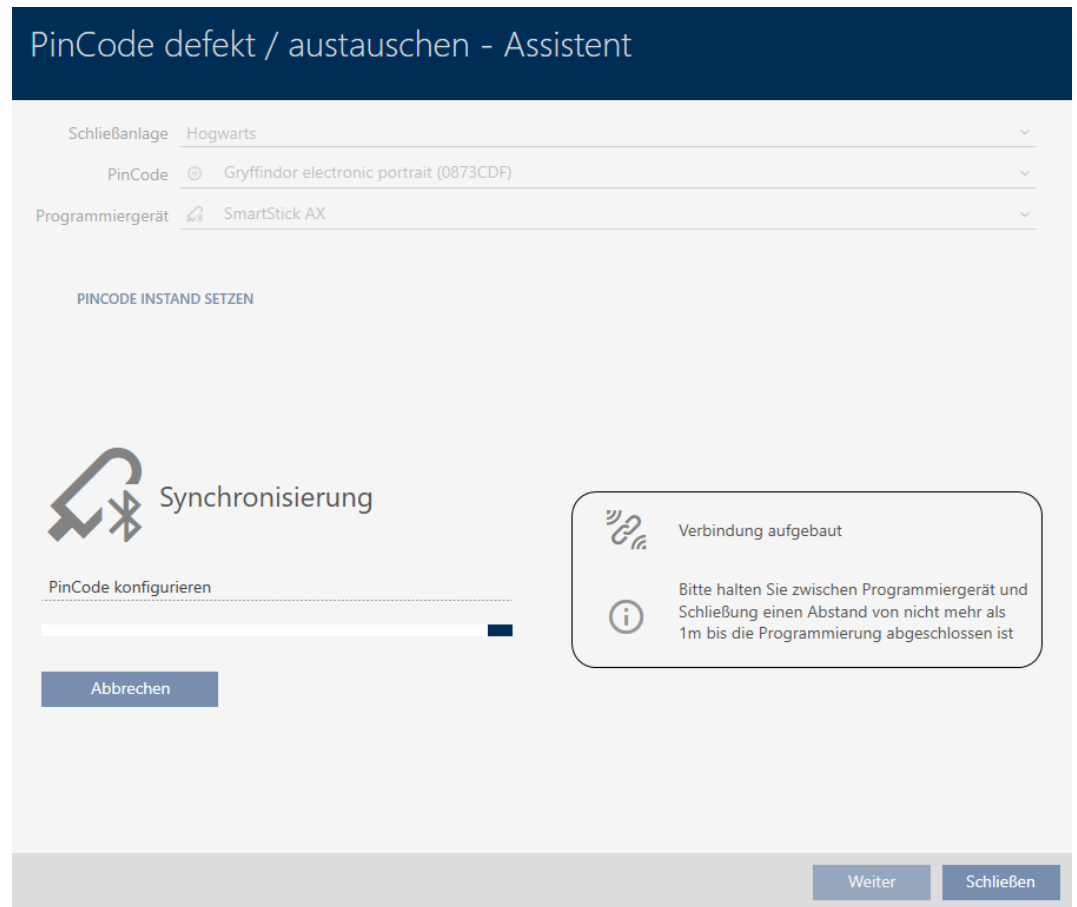 PinCode defekt / austauschen - Assistent
Schließanlage Hogwarts
PinCode Gryffindor electronic portrait (0873CDF)
Programmiergerät SmartStick AX
PINCODE INSTAND SETZEN
Synchronisierung
PinCode konfigurieren
Abbrechen
Verbindung aufgebaut
Bitte halten Sie zwischen Programmiergerät und
Schließung einen Abstand von nicht mehr als
1m bis die Programmierung abgeschlossen ist
Weiter
Schließen